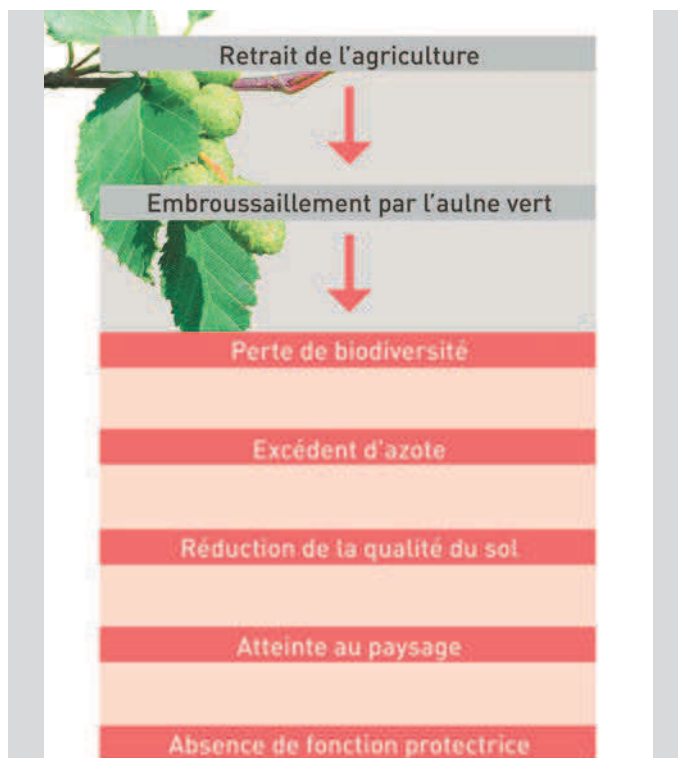 Retrait de l'agriculture
Embroussaillement par l'aulne vert
Perte de biodiversité
Excédent d'azote
Réduction de la qualité du sol
Atteinte au paysage
Absence de fonction protectrice